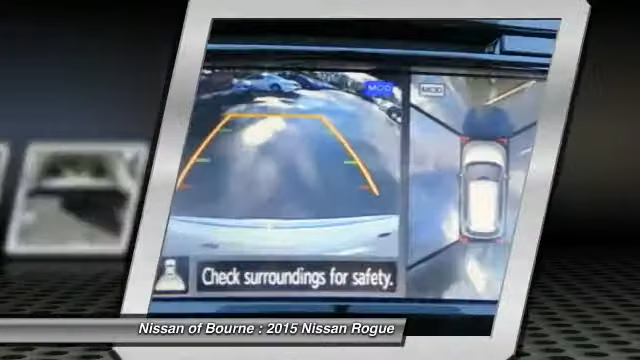 MOD
MOD
Check surroundings for safety.
Nissan of Bourne : 2015 Nissan Rogue